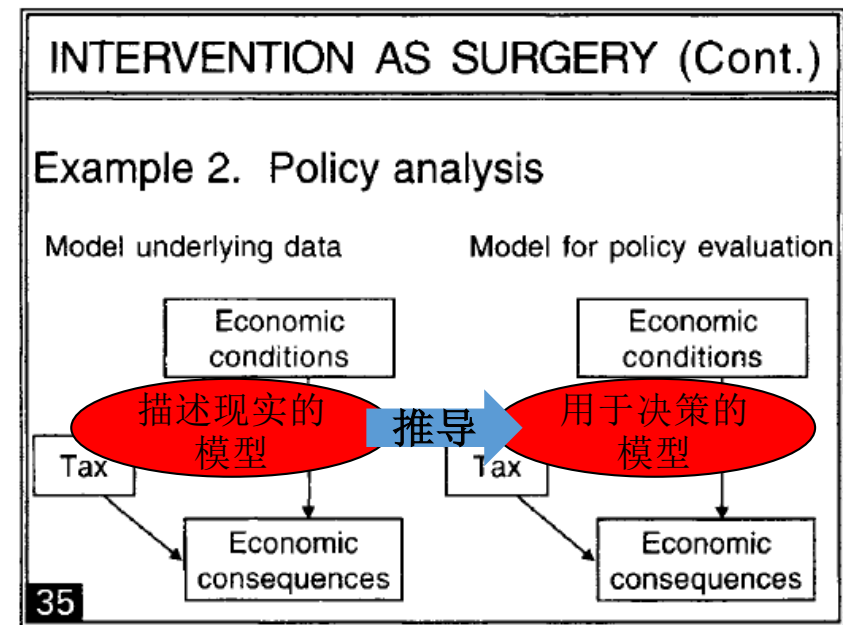 INTERVENTION AS SURGERY (Cont.)
Example 2. Policy analysis
Model underlying data
Model for policy evaluation
Economic
conditions
Economic
conditions
描述现实的
模型
推导
用于决策的
模型
Tax
Tax
Economic
consequences
Economic
consequences
35